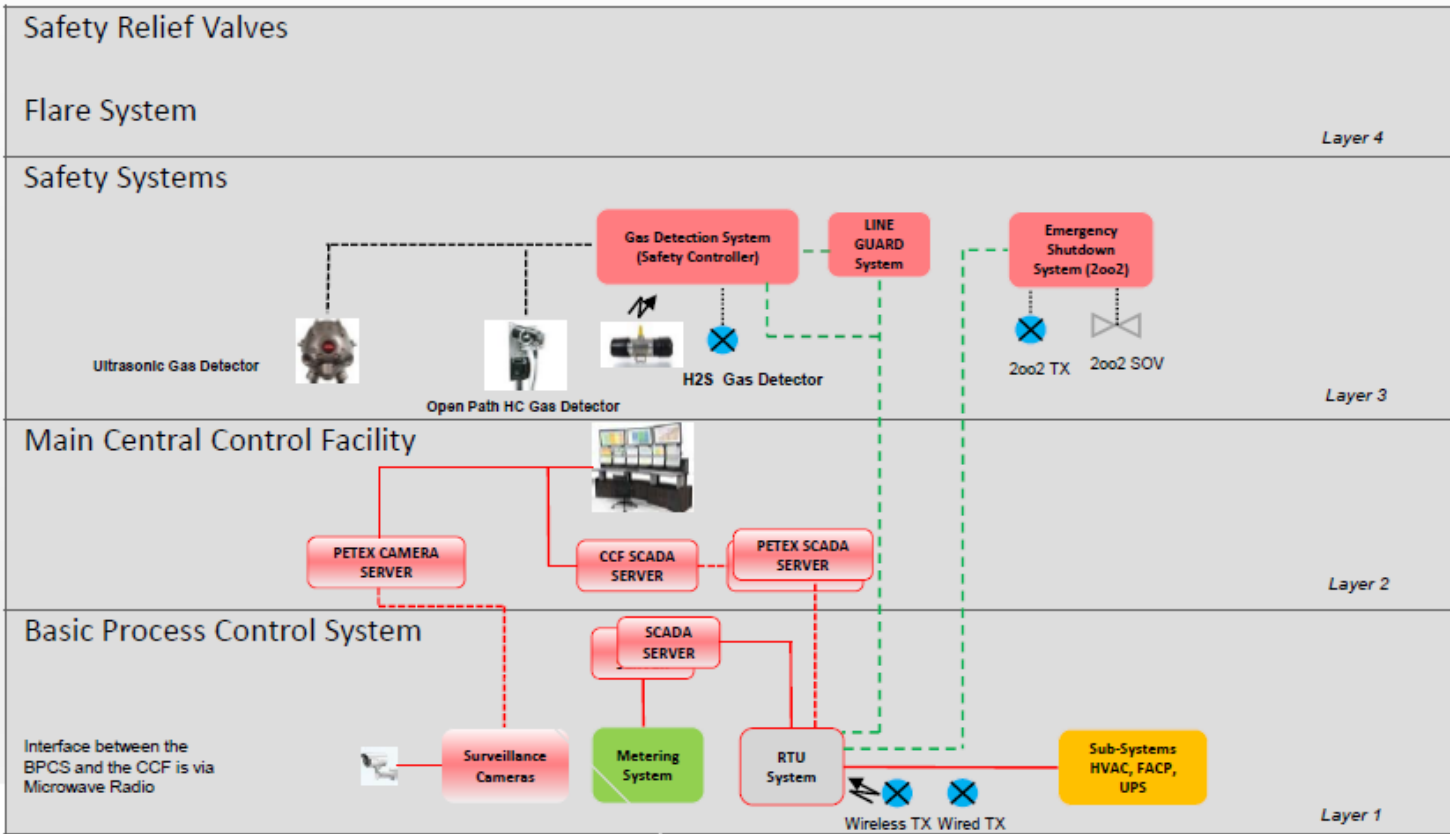 Safety Relief Valves
Flare System
Layer 4
Safety Systems
Gas Detection System
(Safety Controller)
LINE
GUARD
System
Emergency
Shutdown
System (2oo2)
Ultrasonic Gas Detector
Open Path HC Gas Detector
H2S Gas Detector
2oo2 TX
2oo2 SOV
Layer 3
Main Central Control Facility
PETEX CAMERA
SERVER
CCF SCADA
SERVER
PETEX SCADA
SERVER
Layer 2
Basic Process Control System
SCADA
SERVER
Interface between the
BPCS and the CCF is via
Microwave Radio
Surveillance
Cameras
Metering
System
RTU
System
Wireless TX
Wired TX
Sub-Systems
HVAC, FACP,
UPS
Layer 1